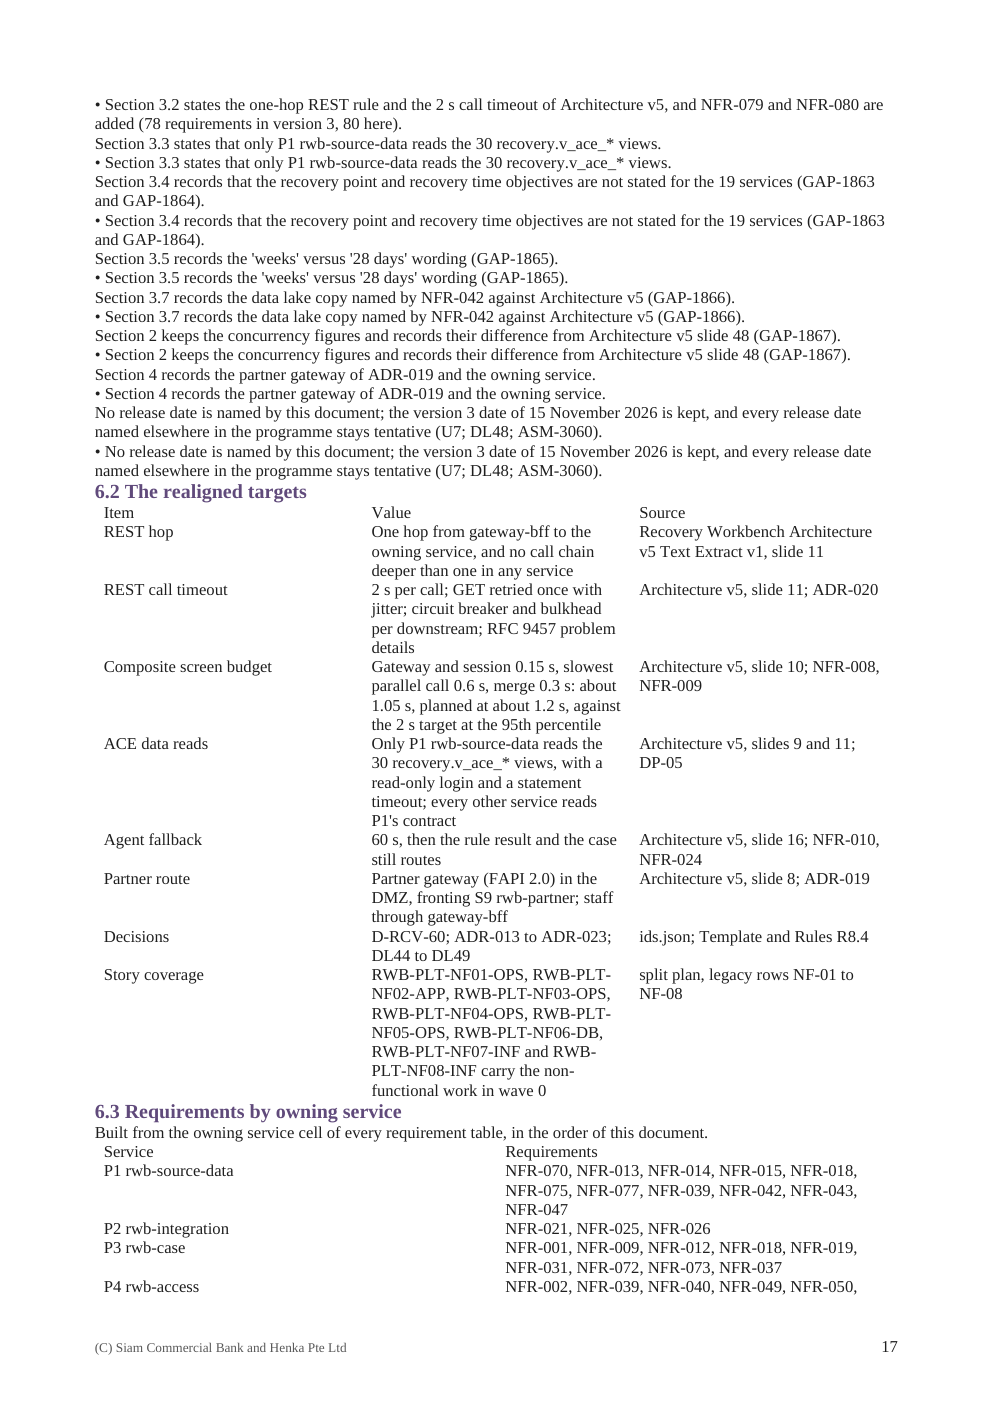 • Section 3.2 states the one-hop REST rule and the 2 s call timeout of Architecture v5, and NFR-079 and NFR-080 are
added (78 requirements in version 3, 80 here).
Section 3.3 states that only P1 rwb-source-data reads the 30 recovery.v_ace_* views.
• Section 3.3 states that only P1 rwb-source-data reads the 30 recovery.v_ace_* views.
Section 3.4 records that the recovery point and recovery time objectives are not stated for the 19 services (GAP-1863
and GAP-1864).
• Section 3.4 records that the recovery point and recovery time objectives are not stated for the 19 services (GAP-1863
and GAP-1864).
Section 3.5 records the 'weeks' versus '28 days' wording (GAP-1865).
• Section 3.5 records the 'weeks' versus '28 days' wording (GAP-1865).
Section 3.7 records the data lake copy named by NFR-042 against Architecture v5 (GAP-1866).
• Section 3.7 records the data lake copy named by NFR-042 against Architecture v5 (GAP-1866).
Section 2 keeps the concurrency figures and records their difference from Architecture v5 slide 48 (GAP-1867).
• Section 2 keeps the concurrency figures and records their difference from Architecture v5 slide 48 (GAP-1867).
Section 4 records the partner gateway of ADR-019 and the owning service.
• Section 4 records the partner gateway of ADR-019 and the owning service.
No release date is named by this document; the version 3 date of 15 November 2026 is kept, and every release date
named elsewhere in the programme stays tentative (U7; DL48; ASM-3060).
• No release date is named by this document; the version 3 date of 15 November 2026 is kept, and every release date
named elsewhere in the programme stays tentative (U7; DL48; ASM-3060).
6.2 The realigned targets
Item Value Source
REST hop One hop from gateway-bff to the Recovery Workbench Architecture
owning service, and no call chain v5 Text Extract v1, slide 11
deeper than one in any service
REST call timeout 2 s per call; GET retried once with Architecture v5, slide 11; ADR-020
jitter; circuit breaker and bulkhead
per downstream; RFC 9457 problem
details
Composite screen budget Gateway and session 0.15 s, slowest Architecture v5, slide 10; NFR-008,
parallel call 0.6 s, merge 0.3 s: about NFR-009
1.05 s, planned at about 1.2 s, against
the 2 s target at the 95th percentile
ACE data reads Only P1 rwb-source-data reads the Architecture v5, slides 9 and 11;
30 recovery.v_ace_* views, with a DP-05
read-only login and a statement
timeout; every other service reads
P1's contract
Agent fallback 60 s, then the rule result and the case Architecture v5, slide 16; NFR-010,
still routes NFR-024
Partner route Partner gateway (FAPI 2.0) in the Architecture v5, slide 8; ADR-019
DMZ, fronting S9 rwb-partner; staff
through gateway-bff
Decisions D-RCV-60; ADR-013 to ADR-023; ids.json; Template and Rules R8.4
DL44 to DL49
Story coverage RWB-PLT-NF01-OPS, RWB-PLT- split plan, legacy rows NF-01 to
NF02-APP, RWB-PLT-NF03-OPS, NF-08
RWB-PLT-NF04-OPS, RWB-PLT-
NF05-OPS, RWB-PLT-NF06-DB,
RWB-PLT-NF07-INF and RWB-
PLT-NF08-INF carry the non-
functional work in wave 0
6.3 Requirements by owning service
Built from the owning service cell of every requirement table, in the order of this document.
Service Requirements
P1 rwb-source-data NFR-070, NFR-013, NFR-014, NFR-015, NFR-018,
NFR-075, NFR-077, NFR-039, NFR-042, NFR-043,
NFR-047
P2 rwb-integration NFR-021, NFR-025, NFR-026
P3 rwb-case NFR-001, NFR-009, NFR-012, NFR-018, NFR-019,
NFR-031, NFR-072, NFR-073, NFR-037
P4 rwb-access NFR-002, NFR-039, NFR-040, NFR-049, NFR-050,
(C) Siam Commercial Bank and Henka Pte Ltd 17